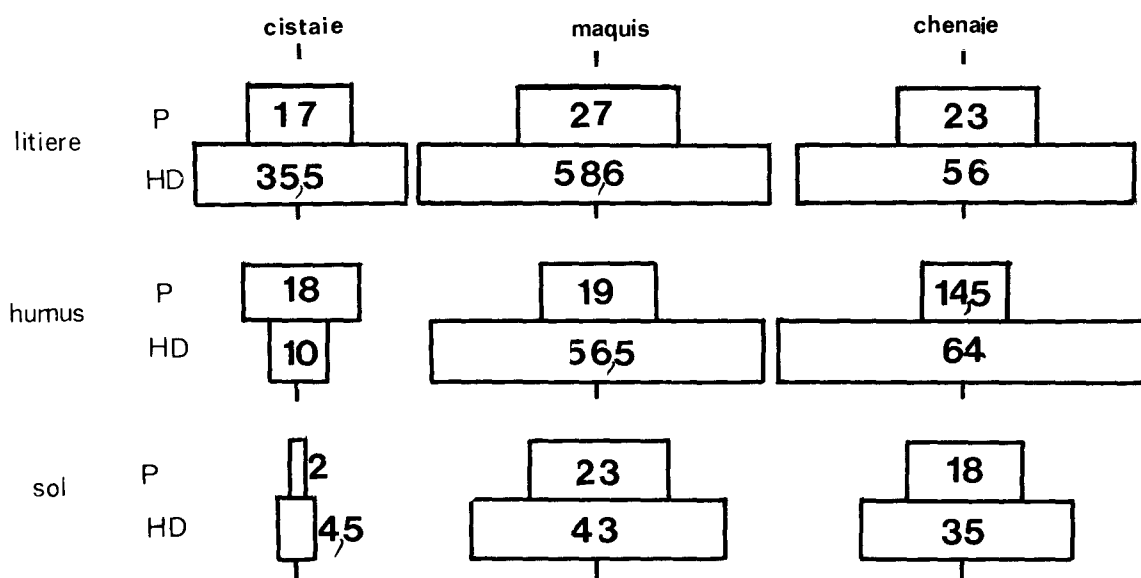 cistaie maquis chenaie
P 17 27 23
litiere
HD 35,5 58,6 56
P 18 19 14,5
humus
HD 10 56,5 64
P 2 23 18
sol
HD 4,5 43 35